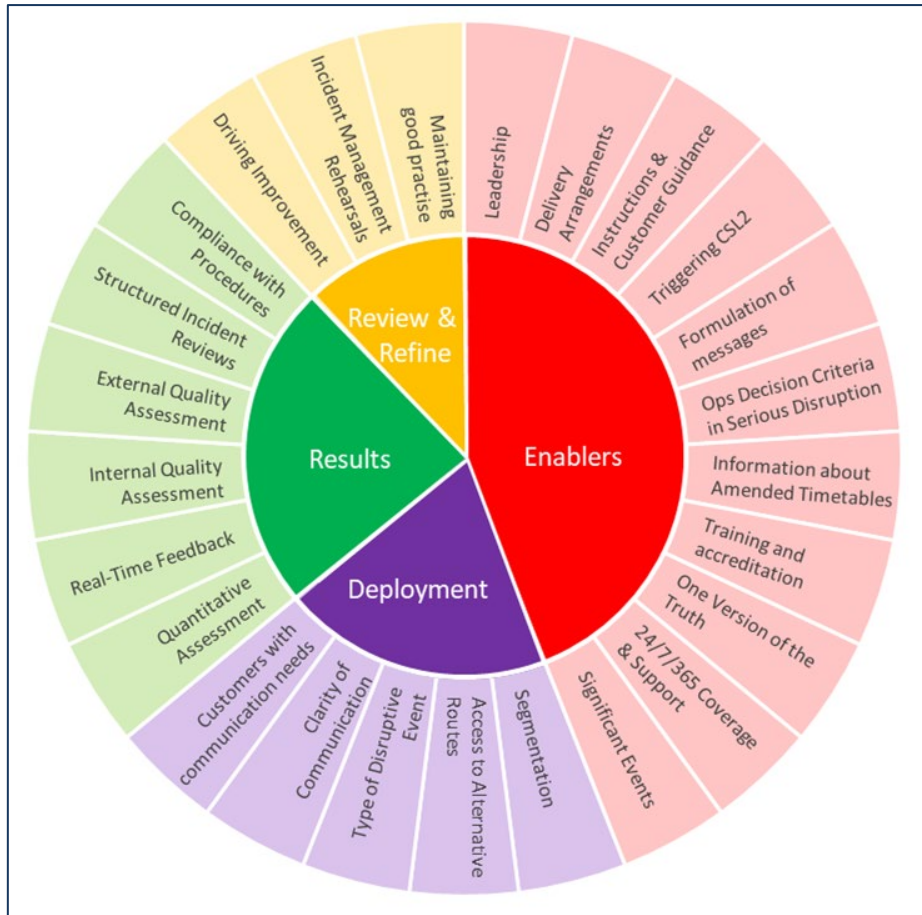 Leadership
Delivery
Arrangements
Instructions &
Customer Guidance
Triggering CSL2
Formulation of
messages
Ops Decision Criteria
in Serious Disruption
Information about
Amended Timetables
Training and
accreditation
One Version of the
Truth
24/7/365 Coverage
& Support
Significant Events
Segmentation
Access to Alternative
Routes
Type of Disruptive
Event
Clarity of
Communication
Customers with
communication needs
Quantitative
Assessment
Real-Time Feedback
Internal Quality
Assessment
External Quality
Assessment
Structured Incident
Reviews
Compliance with
Procedures
Driving Improvement
Incident Management
Rehearsals
Maintaining
good practise
Enablers
Deployment
Results
Review &
Refine